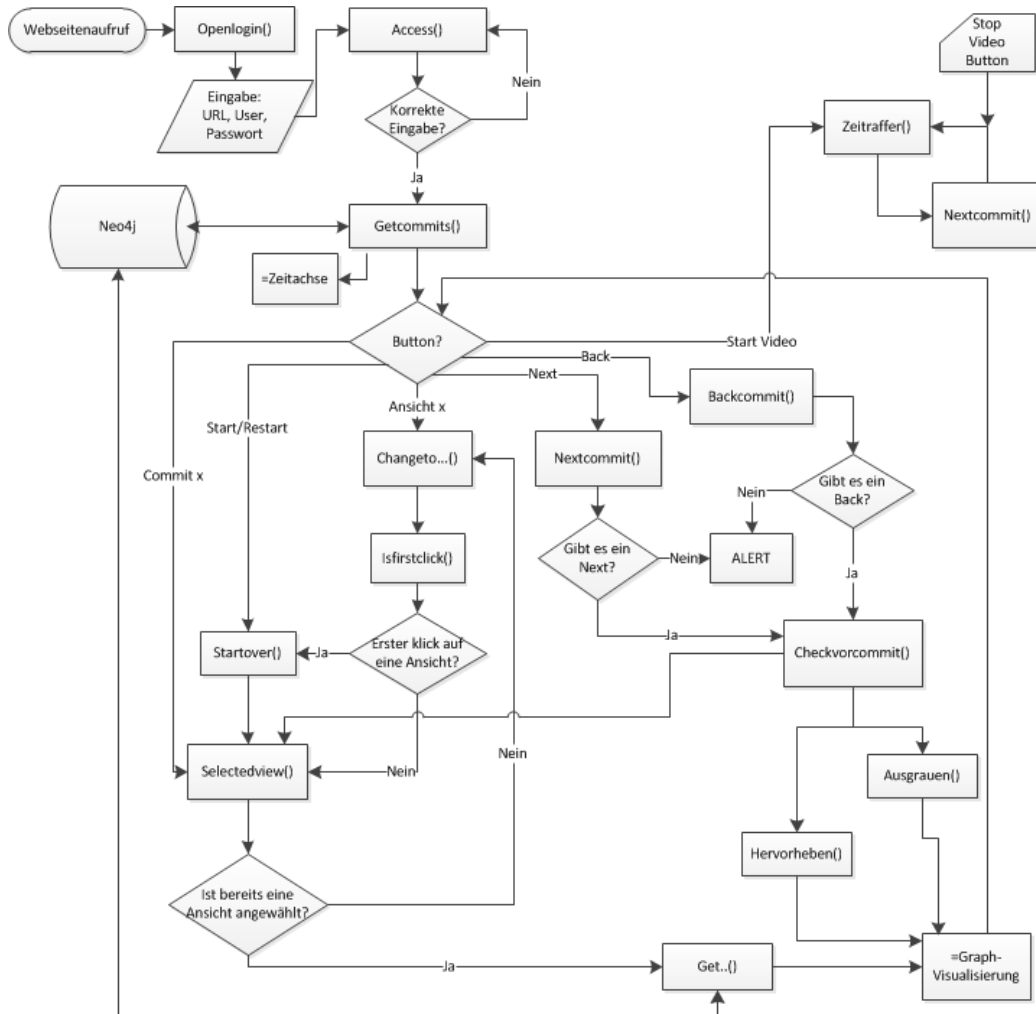 Webseitenaufruf
Openlogin()
Access()
Stop
Video
Button
Nein
Eingabe:
URL, User,
Passwort
Korrekte
Eingabe?
Zeitraffer()
Ja
Neo4j
Getcommits()
Nextcommit()
=Zeitachse
Button?
Start Video
Back
Next
Backcommit()
Ansicht x
Start/Restart
Changeto...()
Nextcommit()
Commit x
Gibt es ein
Back?
Nein
Isfirstclick()
Gibt es ein
Next?
Nein
ALERT
Ja
Startover()
Ja
Erster klick auf
eine Ansicht?
Ja
Checkvorcommit()
Selectedview()
Nein
Nein
Ausgrauen()
Hervorheben()
Ist bereits eine
Ansicht angewählt?
Ja
Get..()
=Graph-
Visualisierung